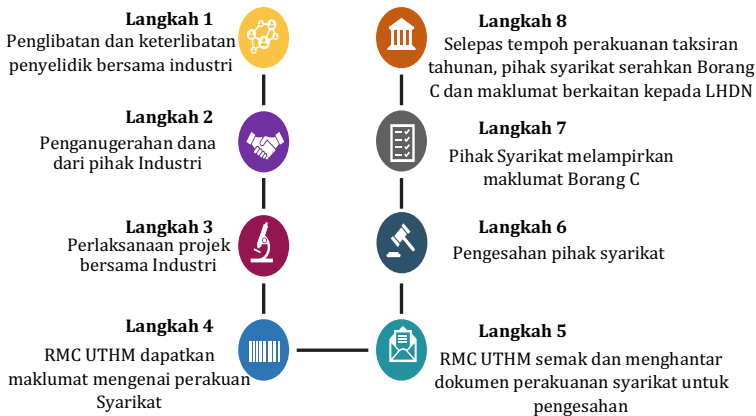 Langkah 1
Penglibatan dan keterlibatan
penyelidik bersama industri
Langkah 2
Penganugerahan dana
dari pihak Industri
Langkah 3
Perlaksanaan projek
bersama Industri
Langkah 4
RMC UTHM dapatkan
maklumat mengenai perakuan
Syarikat
Langkah 5
RMC UTHM semak dan menghantar
dokumen perakuanan syarikat untuk
pengesahan
Langkah 6
Pengesahan pihak syarikat
Langkah 7
Pihak Syarikat melampirkan
maklumat Borang C
Langkah 8
Selepas tempoh perakuanan taksiran
tahunan, pihak syarikat serahkan Borang
C dan maklumat berkaitan kepada LHDN